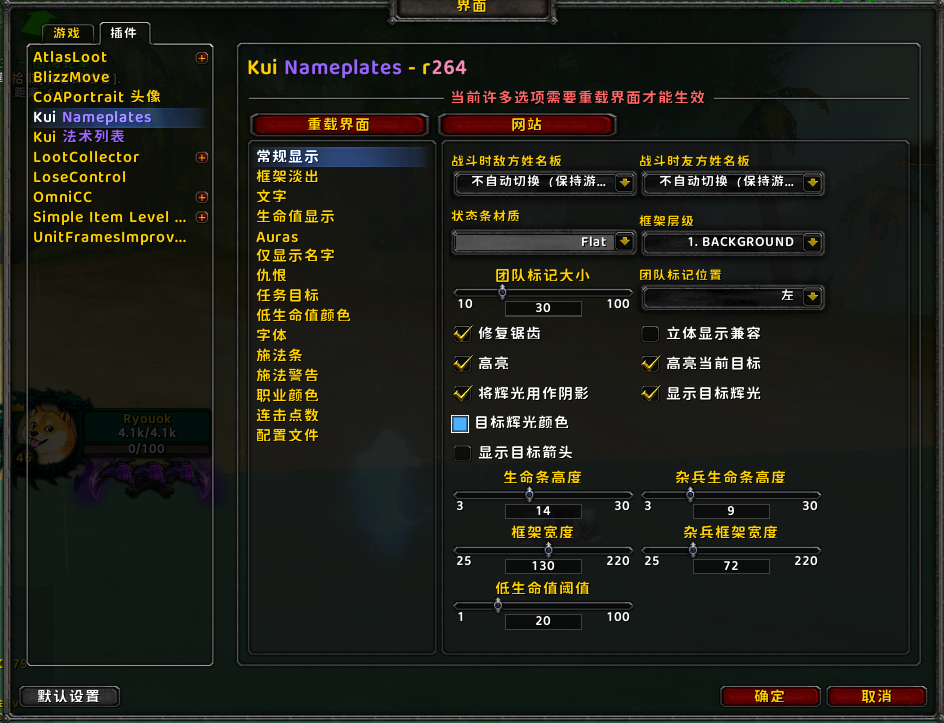 界面
游戏
插件
AtlasLoot
BlizzMove
CoAPortrait 头像
Kui Nameplates
Kui 法术列表
LootCollector
LoseControl
OmniCC
Simple Item Level ...
UnitFramesImprov...
Ryouok
4.1k/4.1k
0/100
Kui Nameplates - r264
当前许多选项需要重载界面才能生效
重载界面
网站
常规显示
框架淡出
文字
生命值显示
Auras
仅显示名字
仇恨
任务目标
低生命值颜色
字体
施法条
施法警告
职业颜色
连击点数
配置文件
战斗时敌方姓名板
战斗时友方姓名板
不自动切换（保持游...
不自动切换（保持游...
状态条材质
框架层级
Flat
1. BACKGROUND
团队标记大小
团队标记位置
10 30 100
左
修复锯齿
立体显示兼容
高亮
高亮当前目标
将辉光用作阴影
显示目标辉光
目标辉光颜色
显示目标箭头
生命条高度
杂兵生命条高度
3 14 30
3 9 30
框架宽度
杂兵框架宽度
25 130 220
25 72 220
低生命值阈值
1 20 100
默认设置
确定
取消